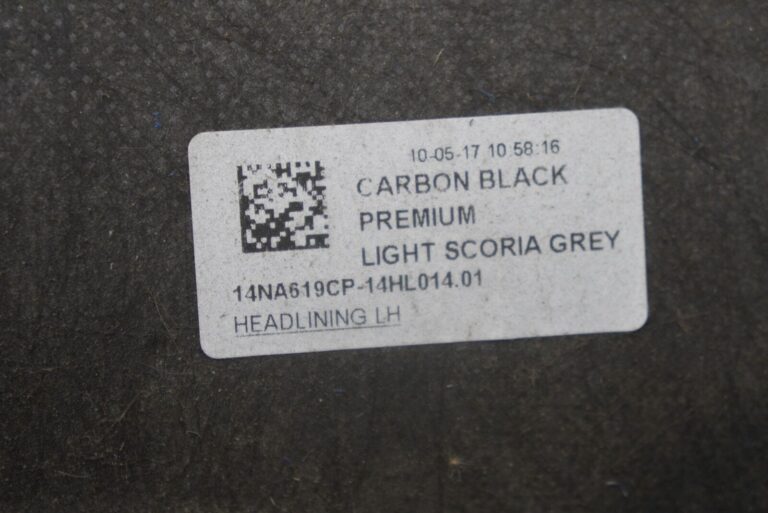 10-05-17 10:58:16
CARBON BLACK
PREMIUM
LIGHT SCORIA GREY
14NA619CP-14HL014.01
HEADLINING LH